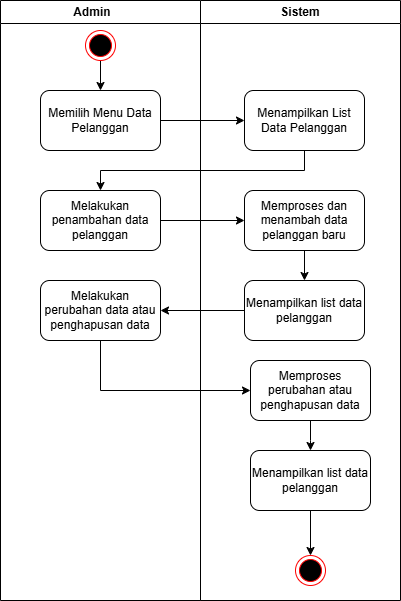 Admin
Sistem
Memilih Menu Data
Pelanggan
Menampilkan List
Data Pelanggan
Melakukan
penambahan data
pelanggan
Memproses dan
menambah data
pelanggan baru
Melakukan
perubahan data atau
penghapusan data
Menampilkan list data
pelanggan
Memproses
perubahan atau
penghapusan data
Menampilkan list data
pelanggan